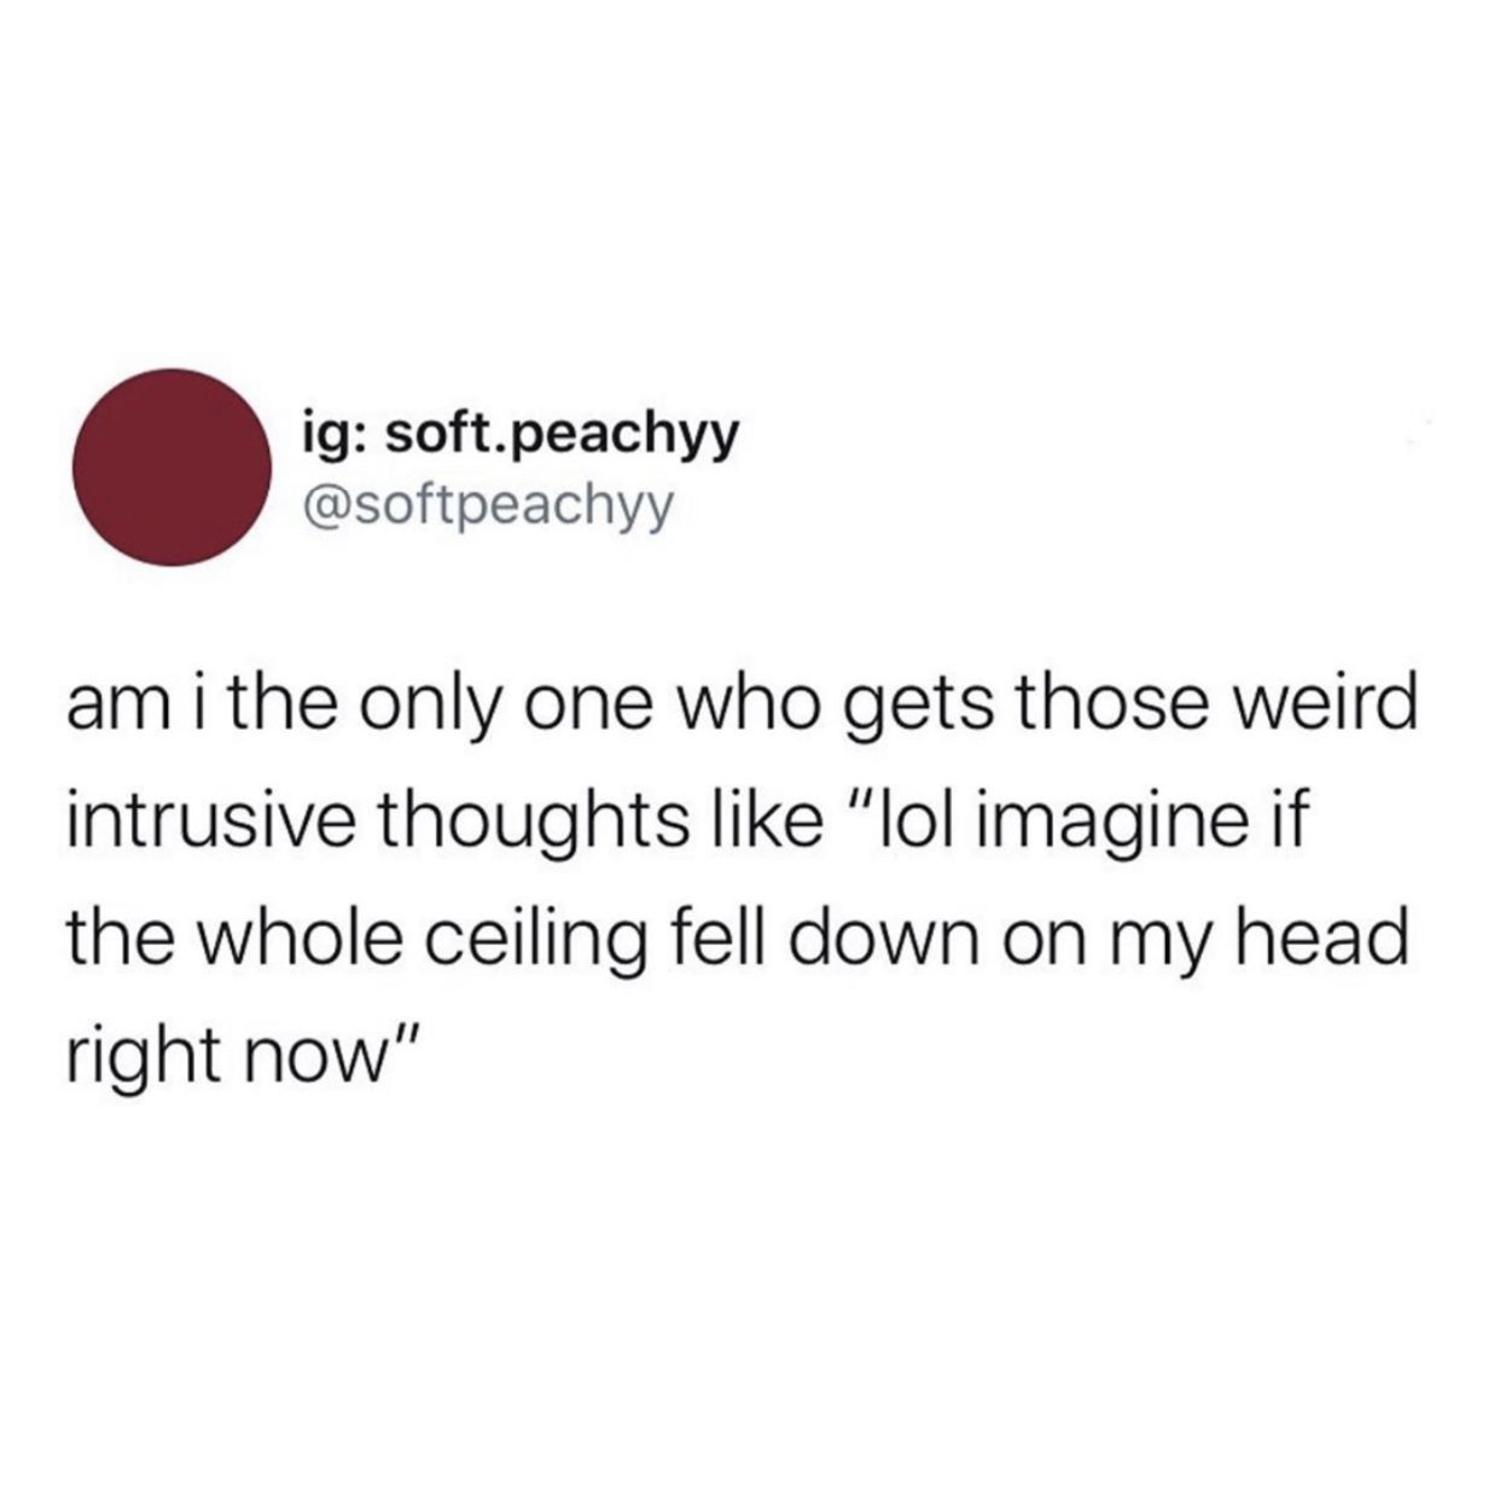 ig: soft.peachyy
@softpeachyy
am i the only one who gets those weird
intrusive thoughts like "lol imagine if
the whole ceiling fell down on my head
right now"